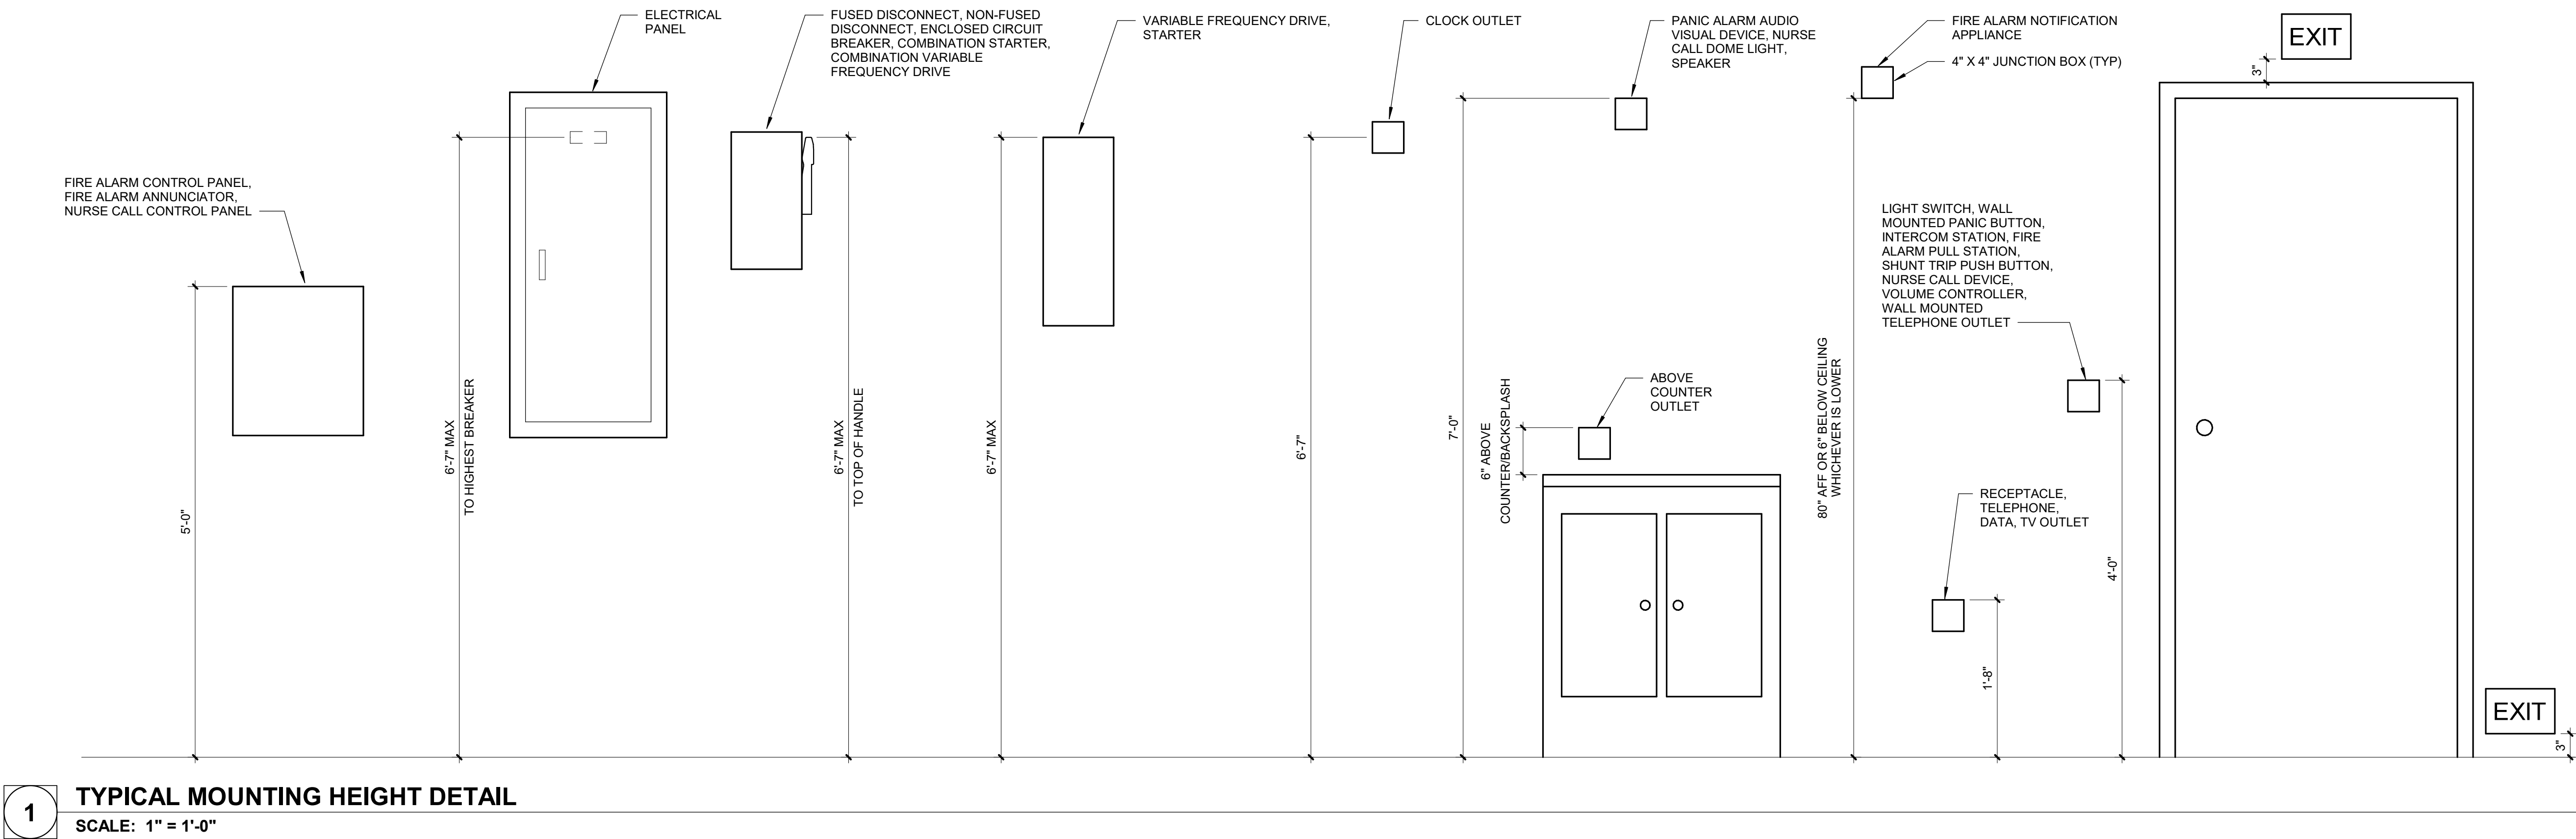 ELECTRICAL
PANEL
FUSED DISCONNECT, NON-FUSED
DISCONNECT, ENCLOSED CIRCUIT
BREAKER, COMBINATION STARTER,
COMBINATION VARIABLE
FREQUENCY DRIVE
VARIABLE FREQUENCY DRIVE,
STARTER
CLOCK OUTLET
PANIC ALARM AUDIO
VISUAL DEVICE, NURSE
CALL DOME LIGHT,
SPEAKER
FIRE ALARM NOTIFICATION
APPLIANCE
4" X 4" JUNCTION BOX (TYP)
EXIT
3"
FIRE ALARM CONTROL PANEL,
FIRE ALARM ANNUNCIATOR,
NURSE CALL CONTROL PANEL
5'-0"
6'-7" MAX
TO HIGHEST BREAKER
6'-7" MAX
TO TOP OF HANDLE
6'-7" MAX
6'-7"
7'-0"
6" ABOVE
COUNTER/BACKSPLASH
ABOVE
COUNTER
OUTLET
80" AFF OR 6" BELOW CEILING
WHICHEVER IS LOWER
LIGHT SWITCH, WALL
MOUNTED PANIC BUTTON,
INTERCOM STATION, FIRE
ALARM PULL STATION,
SHUNT TRIP PUSH BUTTON,
NURSE CALL DEVICE,
VOLUME CONTROLLER,
WALL MOUNTED
TELEPHONE OUTLET
RECEPTACLE,
TELEPHONE,
DATA, TV OUTLET
1'-8"
4'-0"
EXIT
3"
1
TYPICAL MOUNTING HEIGHT DETAIL
SCALE: 1" = 1'-0"